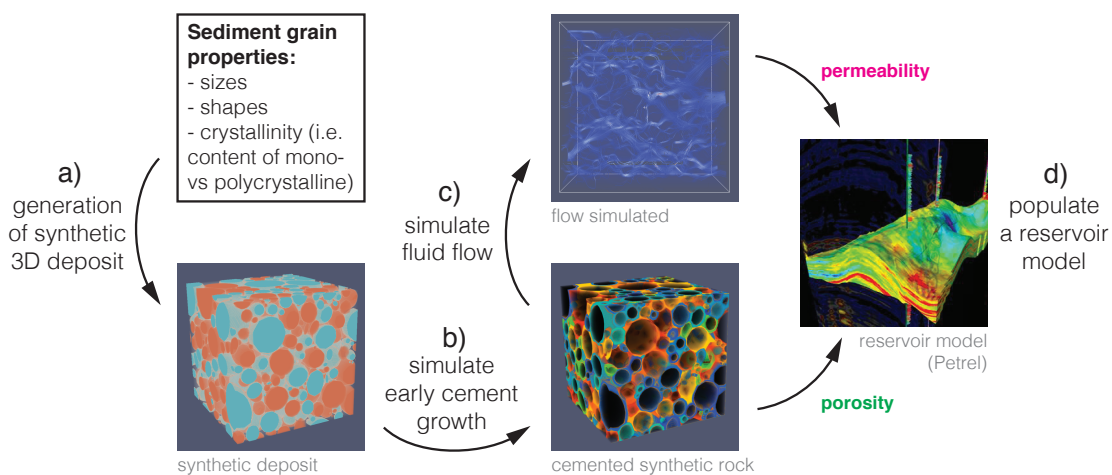 Sediment grain
properties:
- sizes
- shapes
- crystallinity (i.e.
content of mono-
vs polycrystalline)
a)
generation
of synthetic
3D deposit
synthetic deposit
b)
simulate
early cement
growth
cemented synthetic rock
c)
simulate
fluid flow
flow simulated
permeability
porosity
reservoir model
(Petrel)
d)
populate
a reservoir
model